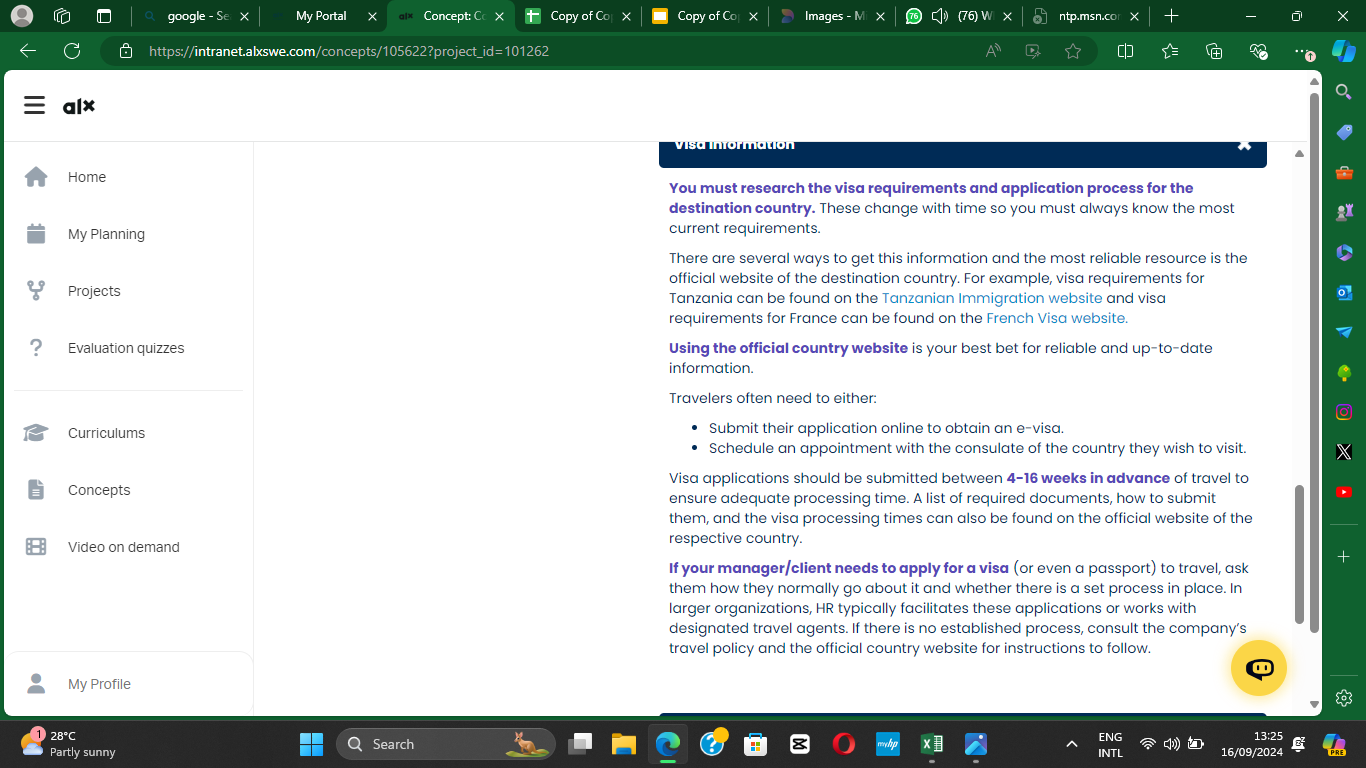 google - Se
My Portal
alx
Concept: Co
Copy of Co
Copy of Co
Images - M
76
(76) W
ntp.msn.co
https://intranet.alxswe.com/concepts/105622?project_id=101262
alx
Home
My Planning
Projects
Evaluation quizzes
Curriculums
Concepts
Video on demand
My Profile
Visa Information
You must research the visa requirements and application process for the
destination country. These change with time so you must always know the most
current requirements.
There are several ways to get this information and the most reliable resource is the
official website of the destination country. For example, visa requirements for
Tanzania can be found on the Tanzanian Immigration website and visa
requirements for France can be found on the French Visa website.
Using the official country website is your best bet for reliable and up-to-date
information.
Travelers often need to either:
• Submit their application online to obtain an e-visa.
• Schedule an appointment with the consulate of the country they wish to visit.
Visa applications should be submitted between 4-16 weeks in advance of travel to
ensure adequate processing time. A list of required documents, how to submit
them, and the visa processing times can also be found on the official website of the
respective country.
If your manager/client needs to apply for a visa (or even a passport) to travel, ask
them how they normally go about it and whether there is a set process in place. In
larger organizations, HR typically facilitates these applications or works with
designated travel agents. If there is no established process, consult the company's
travel policy and the official country website for instructions to follow.
1
28°C
Partly sunny
Search
myhp
ENG
INTL
13:25
16/09/2024
PRE